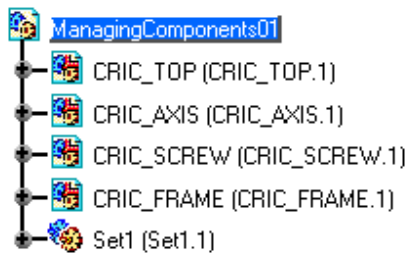 ManagingComponents01
CRIC_TOP (CRIC_TOP.1)
CRIC_AXIS (CRIC_AXIS.1)
CRIC_SCREW (CRIC_SCREW.1)
CRIC_FRAME (CRIC_FRAME.1)
Set1 (Set1.1)